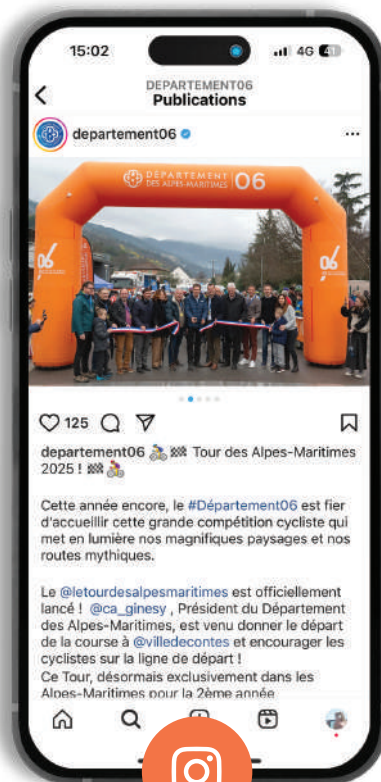 15:02
4G 41
DEPARTEMENT06
Publications
departement06
DÉPARTEMENT
DES ALPES-MARITIMES 06
06
06
125
departement06 🚴🏁 Tour des Alpes-Maritimes
2025 ! 🏁🚴
Cette année encore, le #Département06 est fier
d'accueillir cette grande compétition cycliste qui
met en lumière nos magnifiques paysages et nos
routes mythiques.
Le @letourdesalpesmaritimes est officiellement
lancé ! @ca_ginesy , Président du Département
des Alpes-Maritimes, est venu donner le départ
de la course à @villedecontes et encourager les
cyclistes sur la ligne de départ !
Ce Tour, désormais exclusivement dans les
Alpes-Maritimes pour la 2ème année